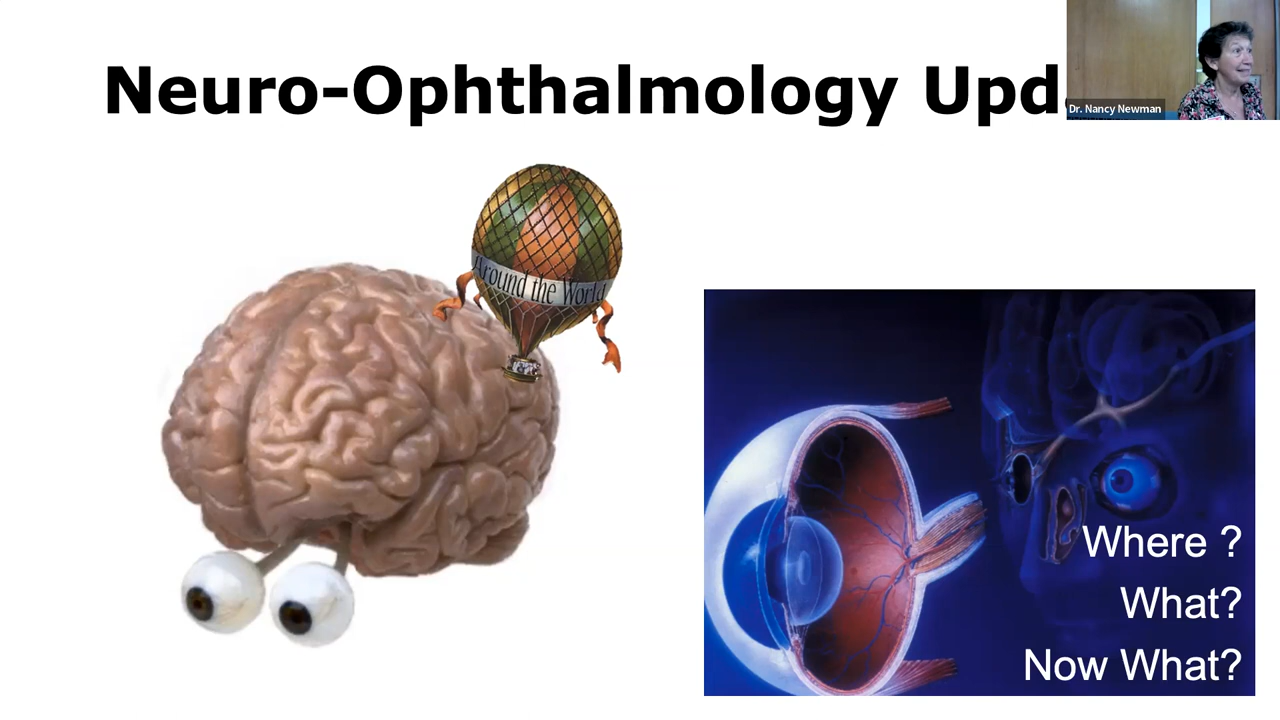 Neuro-Ophthalmology Upd
Dr. Nancy Newman
Around the World
Where ?
What?
Now What?